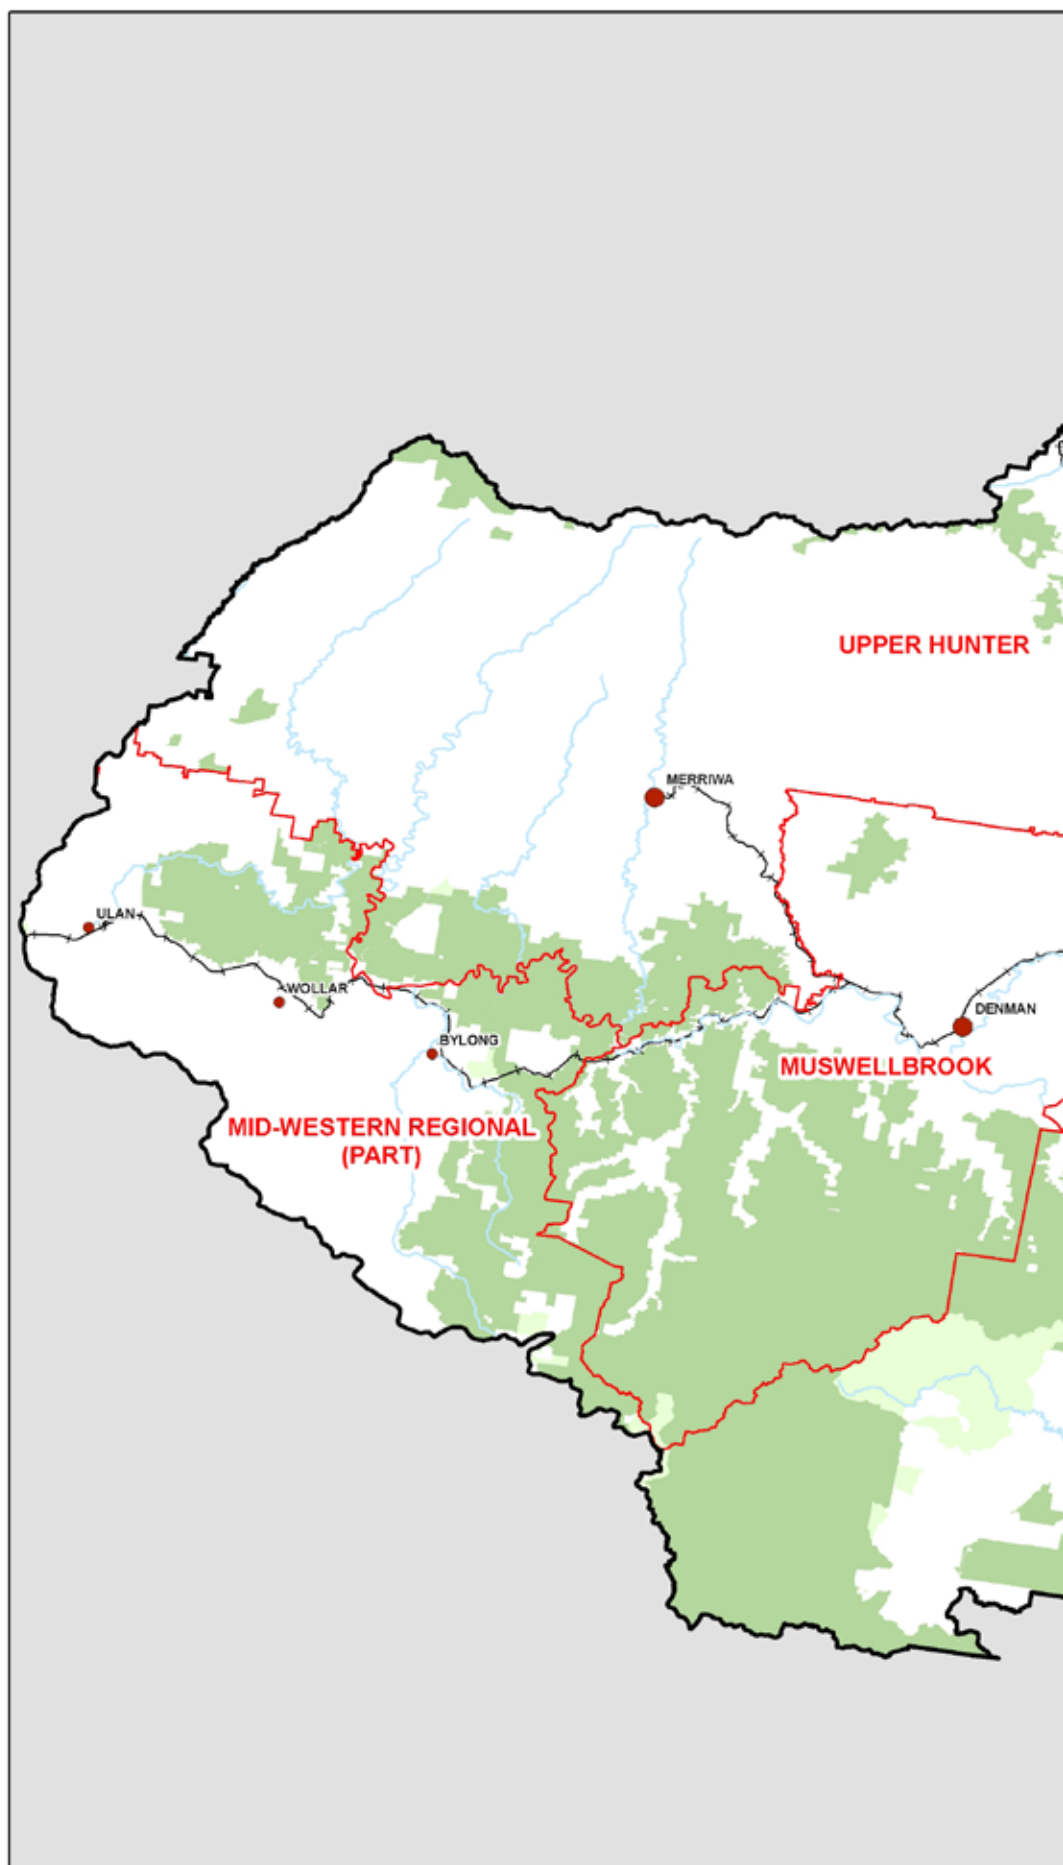 UPPER HUNTER
MERRIWA
ULAN
WOLLAR
DENMAN
BYLONG
MUSWELLBROOK
MID-WESTERN REGIONAL
(PART)